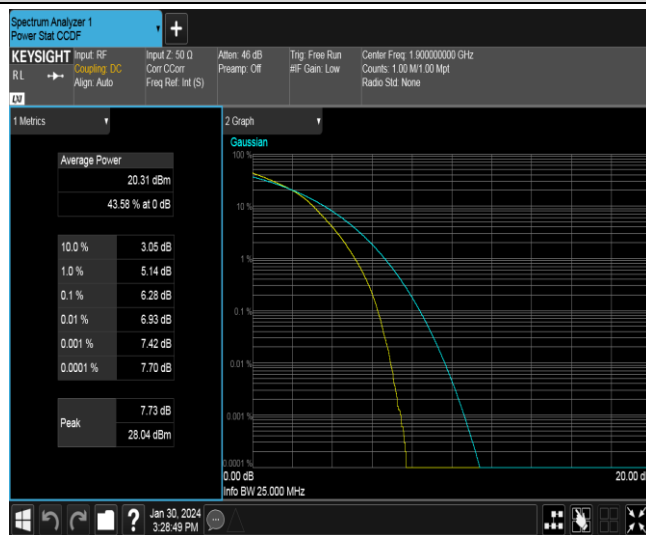 Spectrum Analyzer 1
Power Stat CCDF
KEYSIGHT
RL
LXI
Input: RF
Coupling: DC
Align: Auto
Input Z: 50 Ω
Corr CCorr
Freq Ref: Int (S)
Atten: 46 dB
Preamp: Off
Trig: Free Run
#IF Gain: Low
Center Freq: 1.900000000 GHz
Counts: 1.00 M/1.00 Mpt
Radio Std: None
1 Metrics
Average Power
20.31 dBm
43.58 % at 0 dB
10.0 % 3.05 dB
1.0 % 5.14 dB
0.1 % 6.28 dB
0.01 % 6.93 dB
0.001 % 7.42 dB
0.0001 % 7.70 dB
Peak
7.73 dB
28.04 dBm
2 Graph
Gaussian
100 %
10 %
1 %
0.1 %
0.01 %
0.001 %
0.0001 %
0.00 dB 20.00 d
Info BW 25.000 MHz
Jan 30, 2024
3:28:49 PM